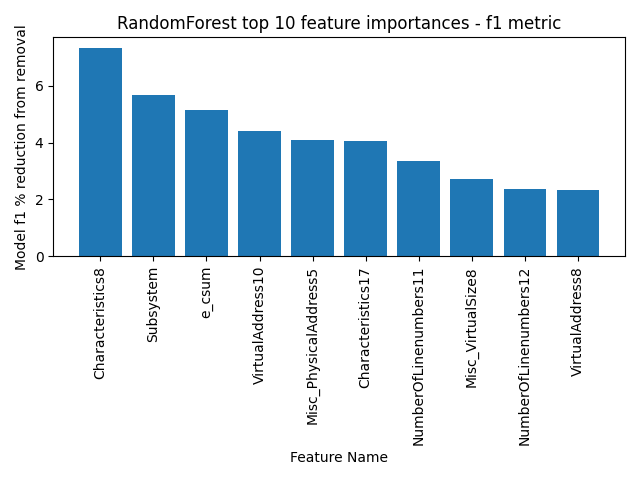 RandomForest top 10 feature importances - f1 metric
Model f1 % reduction from removal
6
4
2
0
Characteristics8
Subsystem
e_csum
VirtualAddress10
Misc_PhysicalAddress5
Characteristics17
NumberOfLinenumbers11
Misc_VirtualSize8
NumberOfLinenumbers12
VirtualAddress8
Feature Name